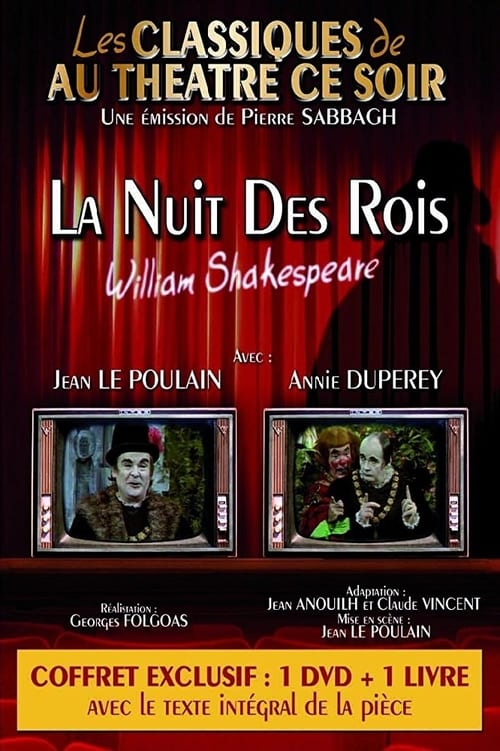 Les CLASSIQUES de
AU THEATRE CE SOIR
UNE ÉMISSION DE PIERRE SABBAGH
LA NUIT DES ROIS
William Shakespeare
AVEC :
JEAN LE POULAIN
ANNIE DUPEREY
RÉALISATION :
GEORGES FOLGOAS
ADAPTATION :
JEAN ANOUILH ET CLAUDE VINCENT
MISE EN SCÈNE :
JEAN LE POULAIN
COFFRET EXCLUSIF : 1 DVD + 1 LIVRE
AVEC LE TEXTE INTÉGRAL DE LA PIÈCE